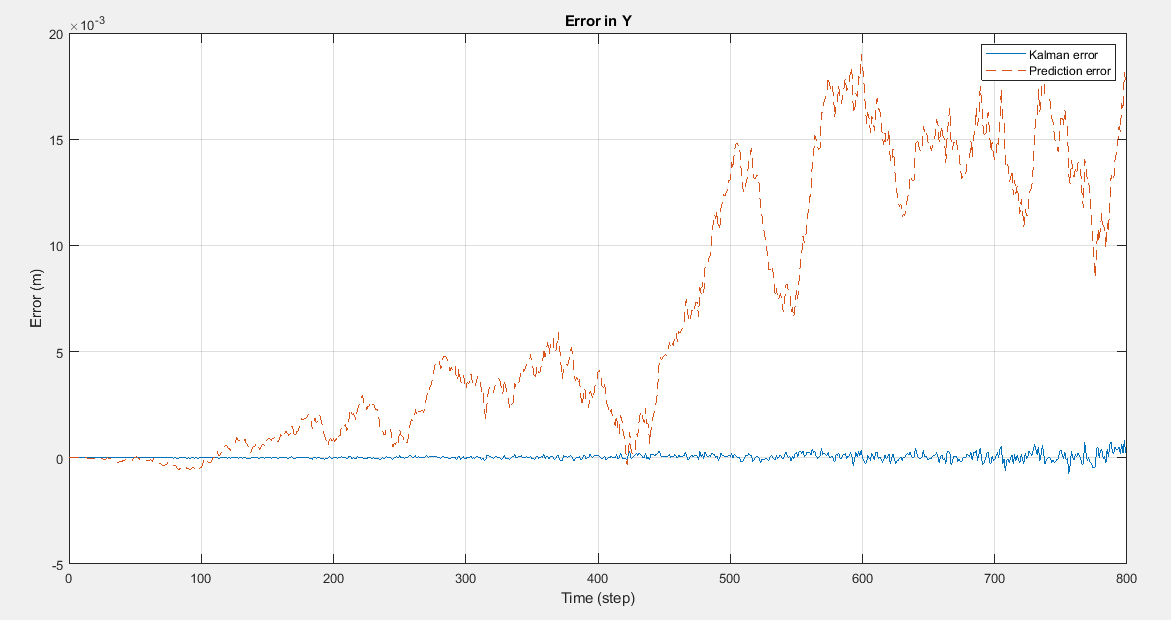 Error in Y
×10⁻³
20
15
10
5
0
-5
Error (m)
Kalman error
Prediction error
0 100 200 300 400 500 600 700 800
Time (step)